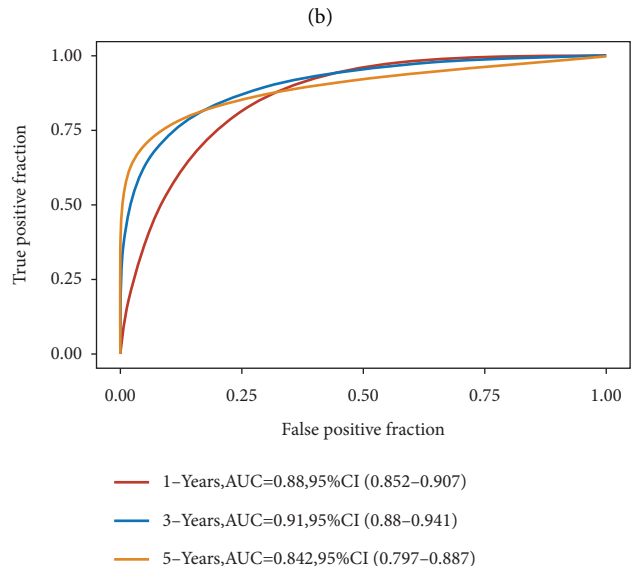 (b)
1.00
0.75
0.50
0.25
0.00
True positive fraction
0.00 0.25 0.50 0.75 1.00
False positive fraction
1–Years,AUC=0.88,95%CI (0.852–0.907)
3–Years,AUC=0.91,95%CI (0.88–0.941)
5–Years,AUC=0.842,95%CI (0.797–0.887)